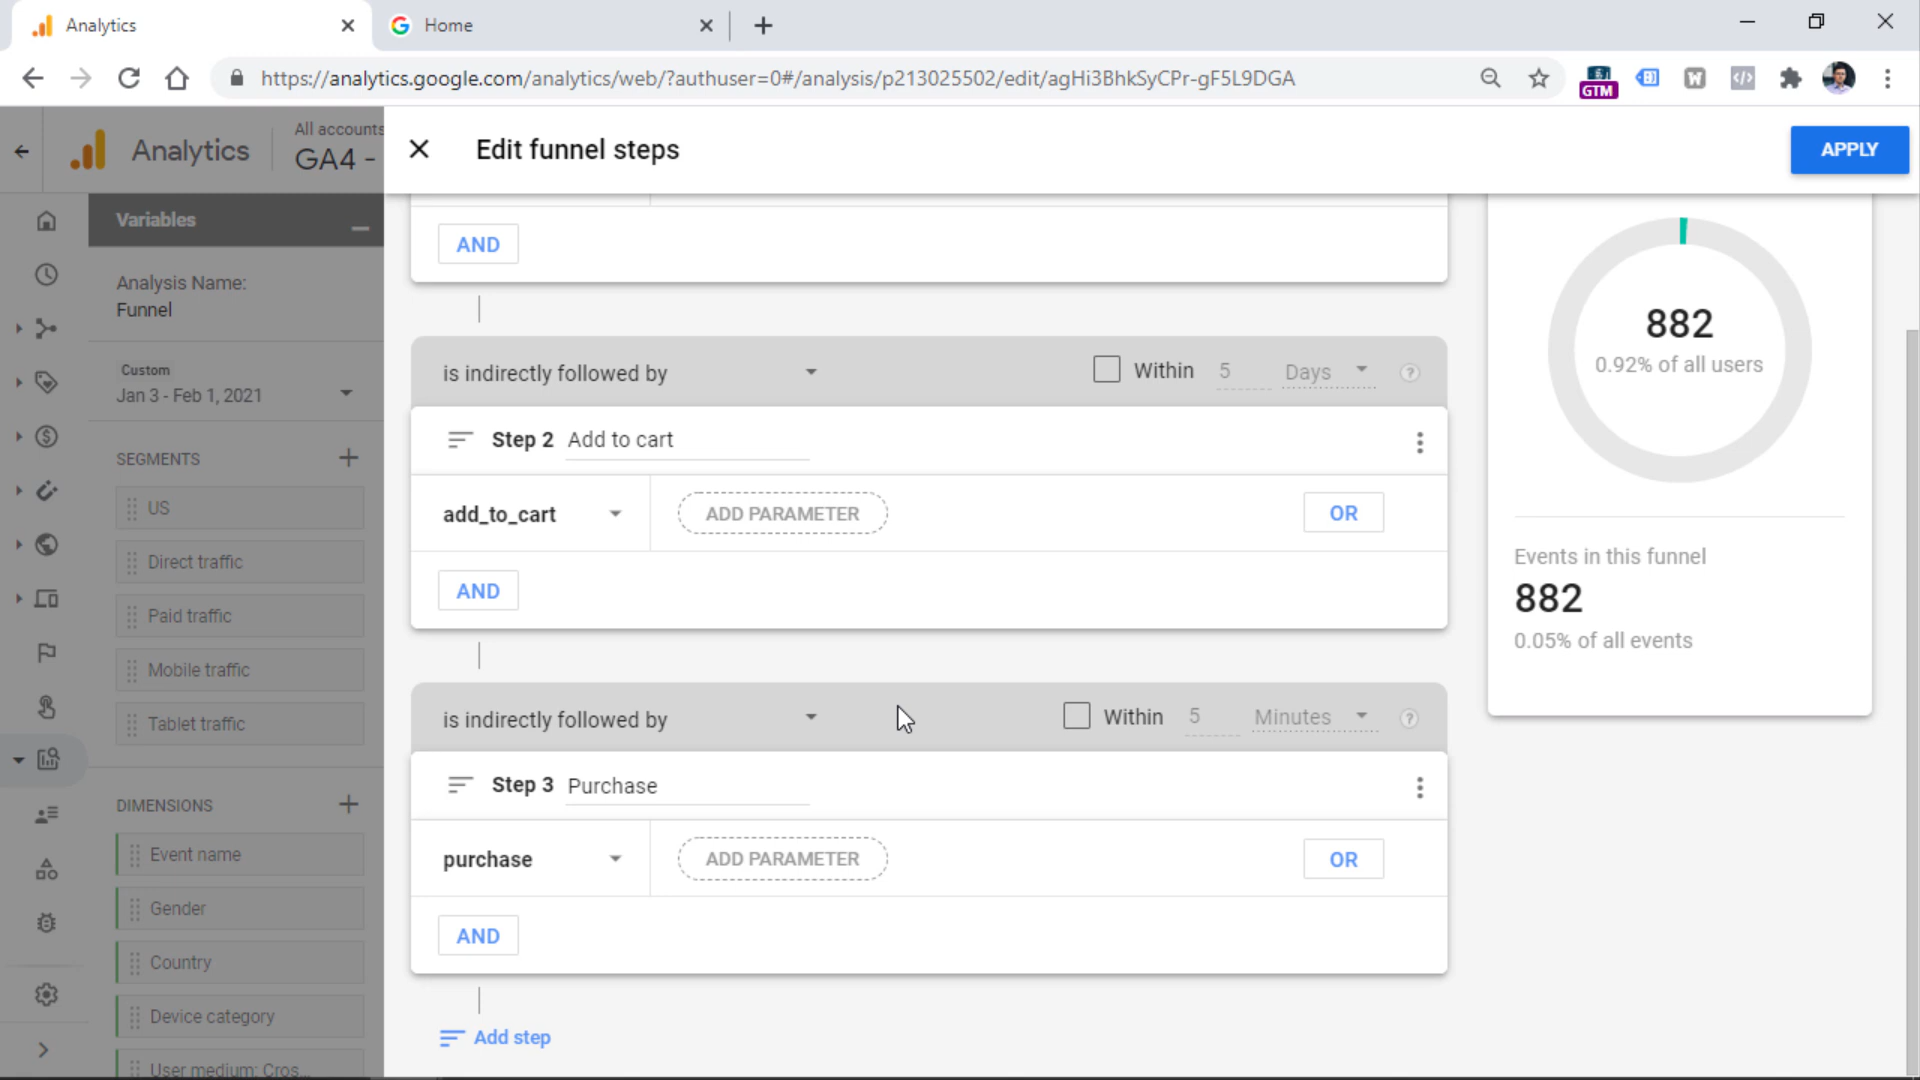 Analytics
Home
https://analytics.google.com/analytics/web/?authuser=0#/analysis/p213025502/edit/agHi3BhkSyCPr-gF5L9DGA
GTM
W
Analytics
All accounts
GA4 -
Edit funnel steps
APPLY
Variables
Analysis Name:
Funnel
Custom
Jan 3 - Feb 1, 2021
SEGMENTS
US
Direct traffic
Paid traffic
Mobile traffic
Tablet traffic
DIMENSIONS
Event name
Gender
Country
Device category
User medium: Cros...
AND
is indirectly followed by
Within 5 Days
Step 2 Add to cart
add_to_cart
ADD PARAMETER
OR
AND
is indirectly followed by
Within 5 Minutes
Step 3 Purchase
purchase
ADD PARAMETER
OR
AND
Add step
882
0.92% of all users
Events in this funnel
882
0.05% of all events